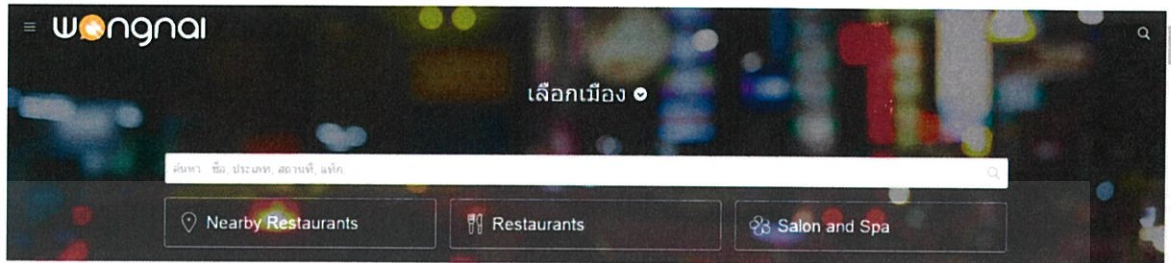 wongnai
เลือกเมือง
ค้นหา ชื่อ, ประเภท, สถานที่, แท็ก
Nearby Restaurants
Restaurants
Salon and Spa